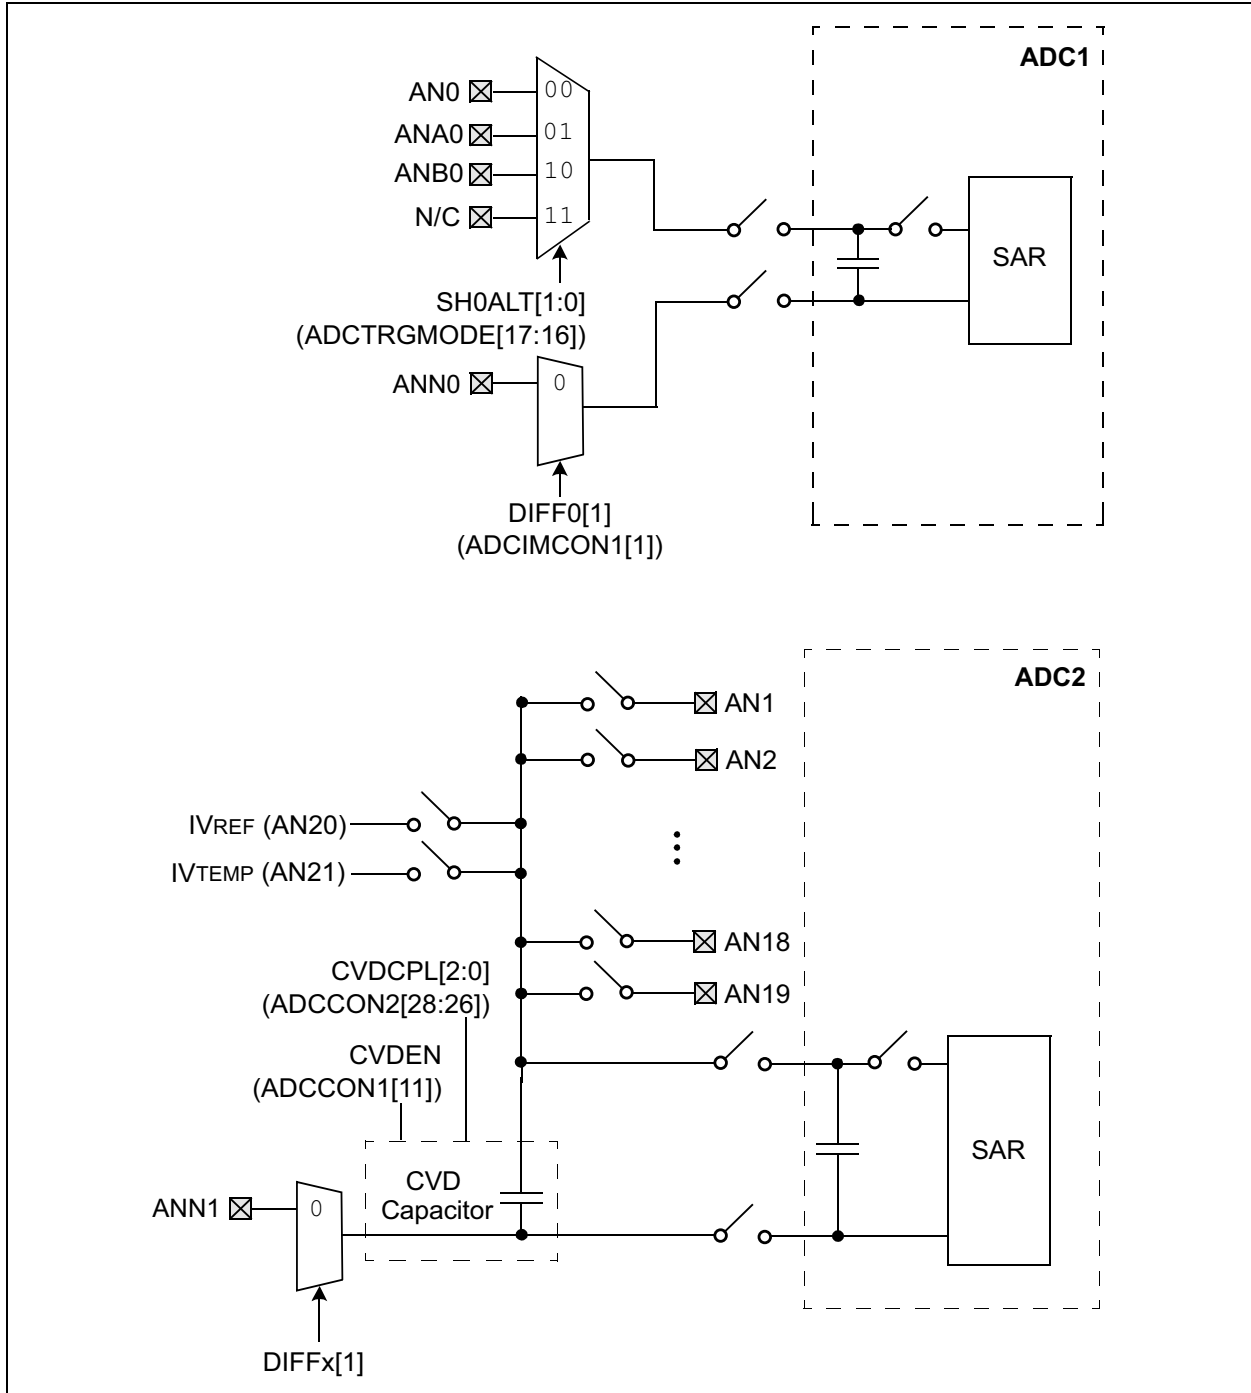 ADC1
AN0 00
ANA0 01
ANB0 10
N/C 11
SAR
SH0ALT[1:0]
(ADCTRGMODE[17:16])
ANN0 0
DIFF0[1]
(ADCIMCON1[1])
ADC2
AN1
AN2
IVREF (AN20)
IVTEMP (AN21)
AN18
CVDCPL[2:0]
(ADCCON2[28:26])
AN19
CVDEN
(ADCCON1[11])
SAR
CVD
Capacitor
ANN1 0
DIFFx[1]